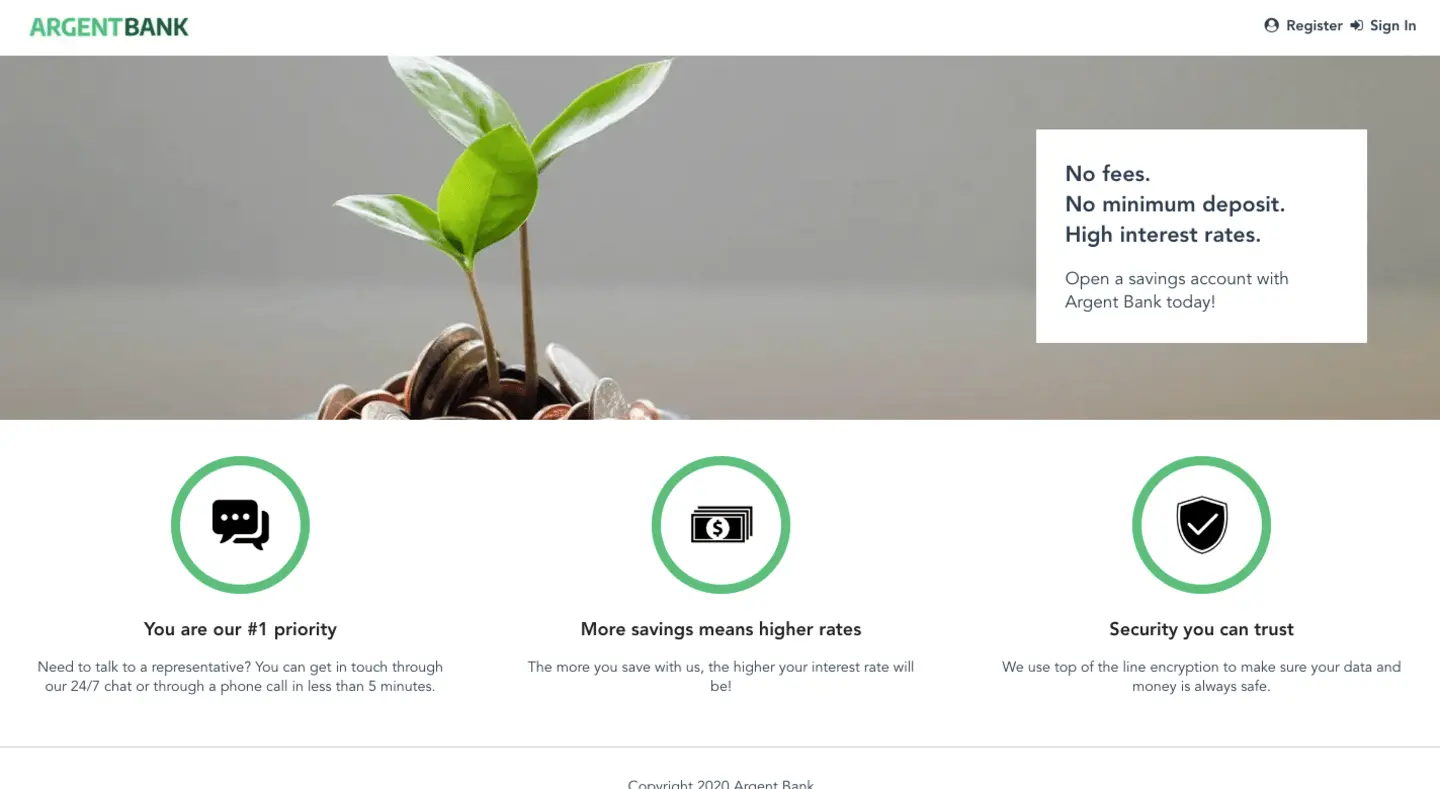 ARGENTBANK
Register Sign In
No fees.
No minimum deposit.
High interest rates.
Open a savings account with
Argent Bank today!
You are our #1 priority
Need to talk to a representative? You can get in touch through
our 24/7 chat or through a phone call in less than 5 minutes.
More savings means higher rates
The more you save with us, the higher your interest rate will
be!
Security you can trust
We use top of the line encryption to make sure your data and
money is always safe.
Copyright 2020 Argent Bank